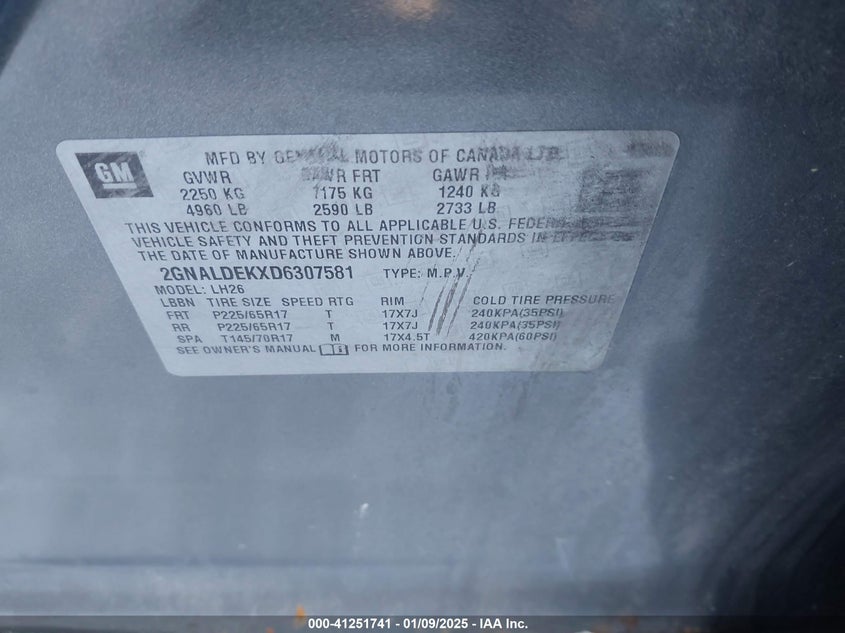 GM
MFD BY GENERAL MOTORS OF CANADA LTD
GVWR GAWR FRT GAWR
2250 KG 1175 KG 1240 KG
4960 LB 2590 LB 2733 LB
THIS VEHICLE CONFORMS TO ALL APPLICABLE U.S. FEDERAL
VEHICLE SAFETY AND THEFT PREVENTION STANDARDS IN EFFECT ON
THE DATE OF MANUFACTURE SHOWN ABOVE.
2GNALDEKXD6307581 TYPE: M.P.V.
MODEL: LH26
LBBN TIRE SIZE SPEED RTG RIM COLD TIRE PRESSURE
FRT P225/65R17 T 17X7J 240KPA(35PSI)
RR P225/65R17 T 17X7J 240KPA(35PSI)
SPA T145/70R17 M 17X4.5T 420KPA(60PSI)
SEE OWNER'S MANUAL FOR MORE INFORMATION.
000-41251741 - 01/09/2025 - IAA Inc.